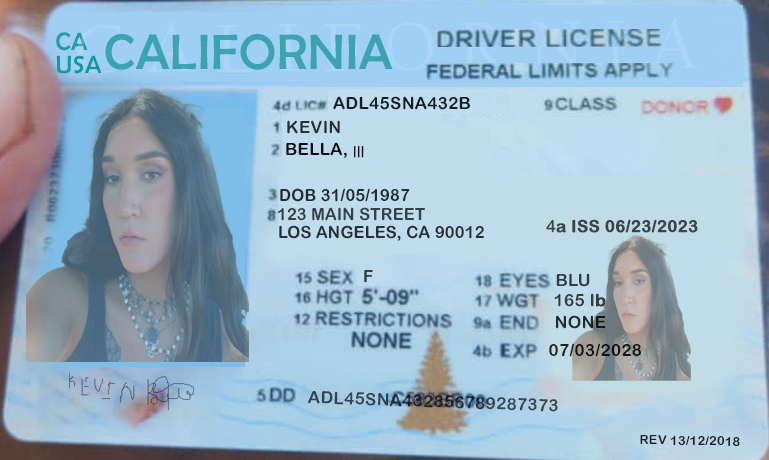 CA
USA CALIFORNIA
DRIVER LICENSE
FEDERAL LIMITS APPLY
4d LIC# ADL45SNA432B
9 CLASS
DONOR
1 KEVIN
2 BELLA, III
3 DOB 31/05/1987
8 123 MAIN STREET
LOS ANGELES, CA 90012
4a ISS 06/23/2023
15 SEX F
18 EYES BLU
16 HGT 5'-09"
17 WGT 165 lb
12 RESTRICTIONS
NONE
9a END NONE
4b EXP 07/03/2028
KEVIN
5 DD ADL45SNA432856789287373
REV 13/12/2018